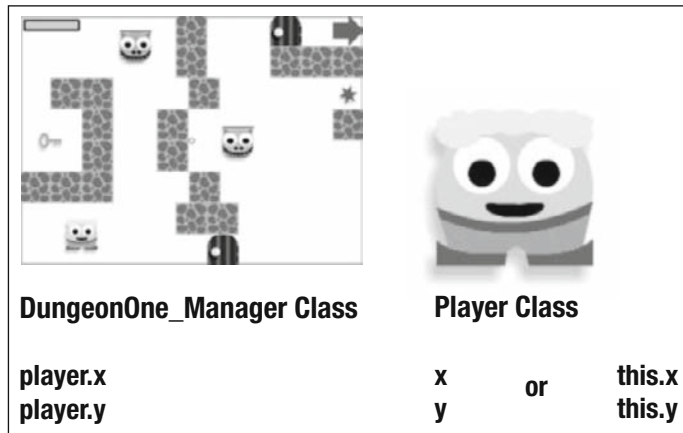 DungeonOne_Manager Class
Player Class
player.x
player.y
x
y
or
this.x
this.y